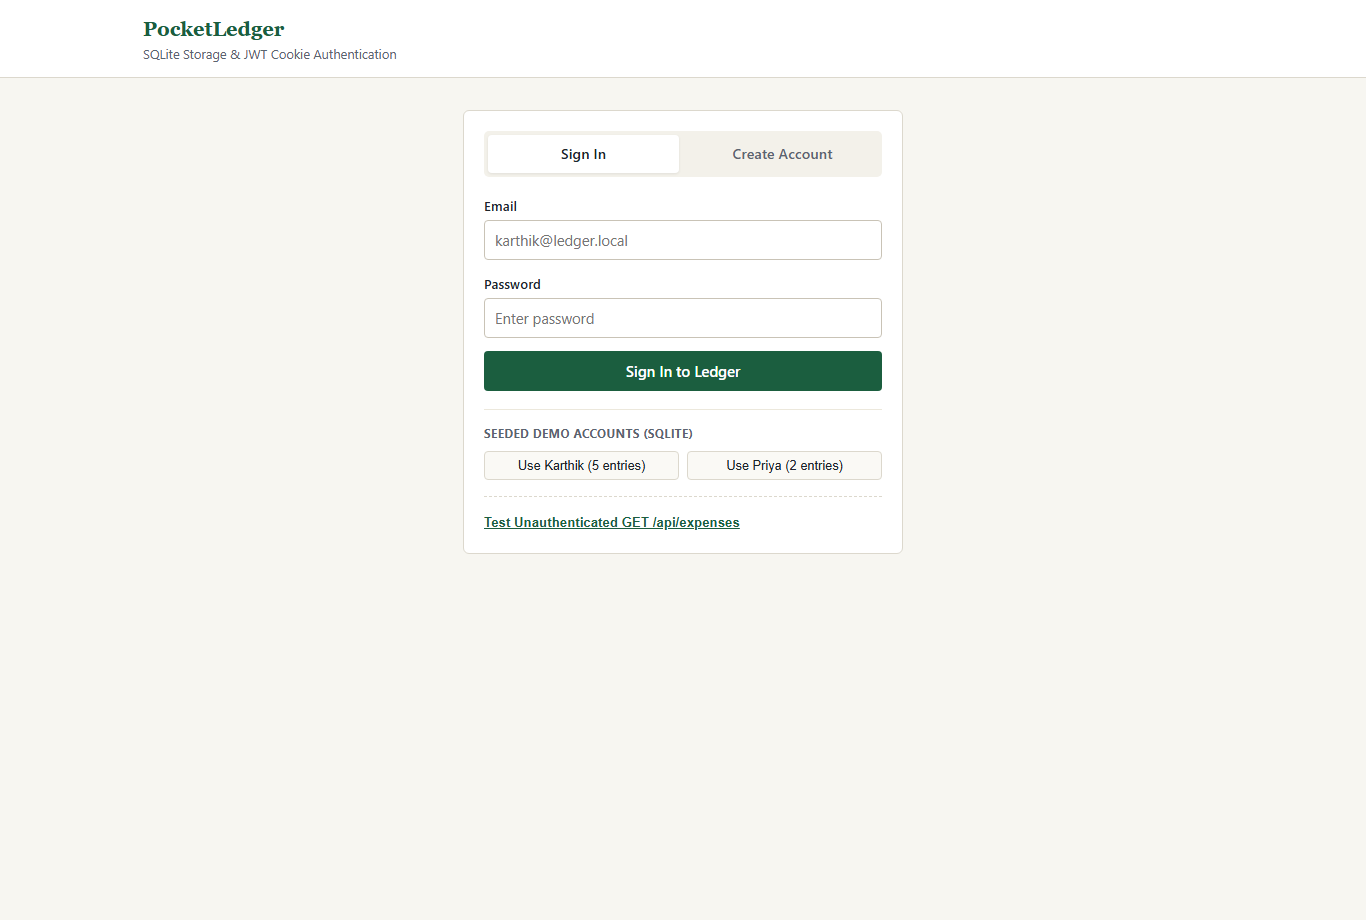 PocketLedger
SQLite Storage & JWT Cookie Authentication
Sign In
Create Account
Email
karthik@ledger.local
Password
Enter password
Sign In to Ledger
SEEDED DEMO ACCOUNTS (SQLITE)
Use Karthik (5 entries)
Use Priya (2 entries)
Test Unauthenticated GET /api/expenses